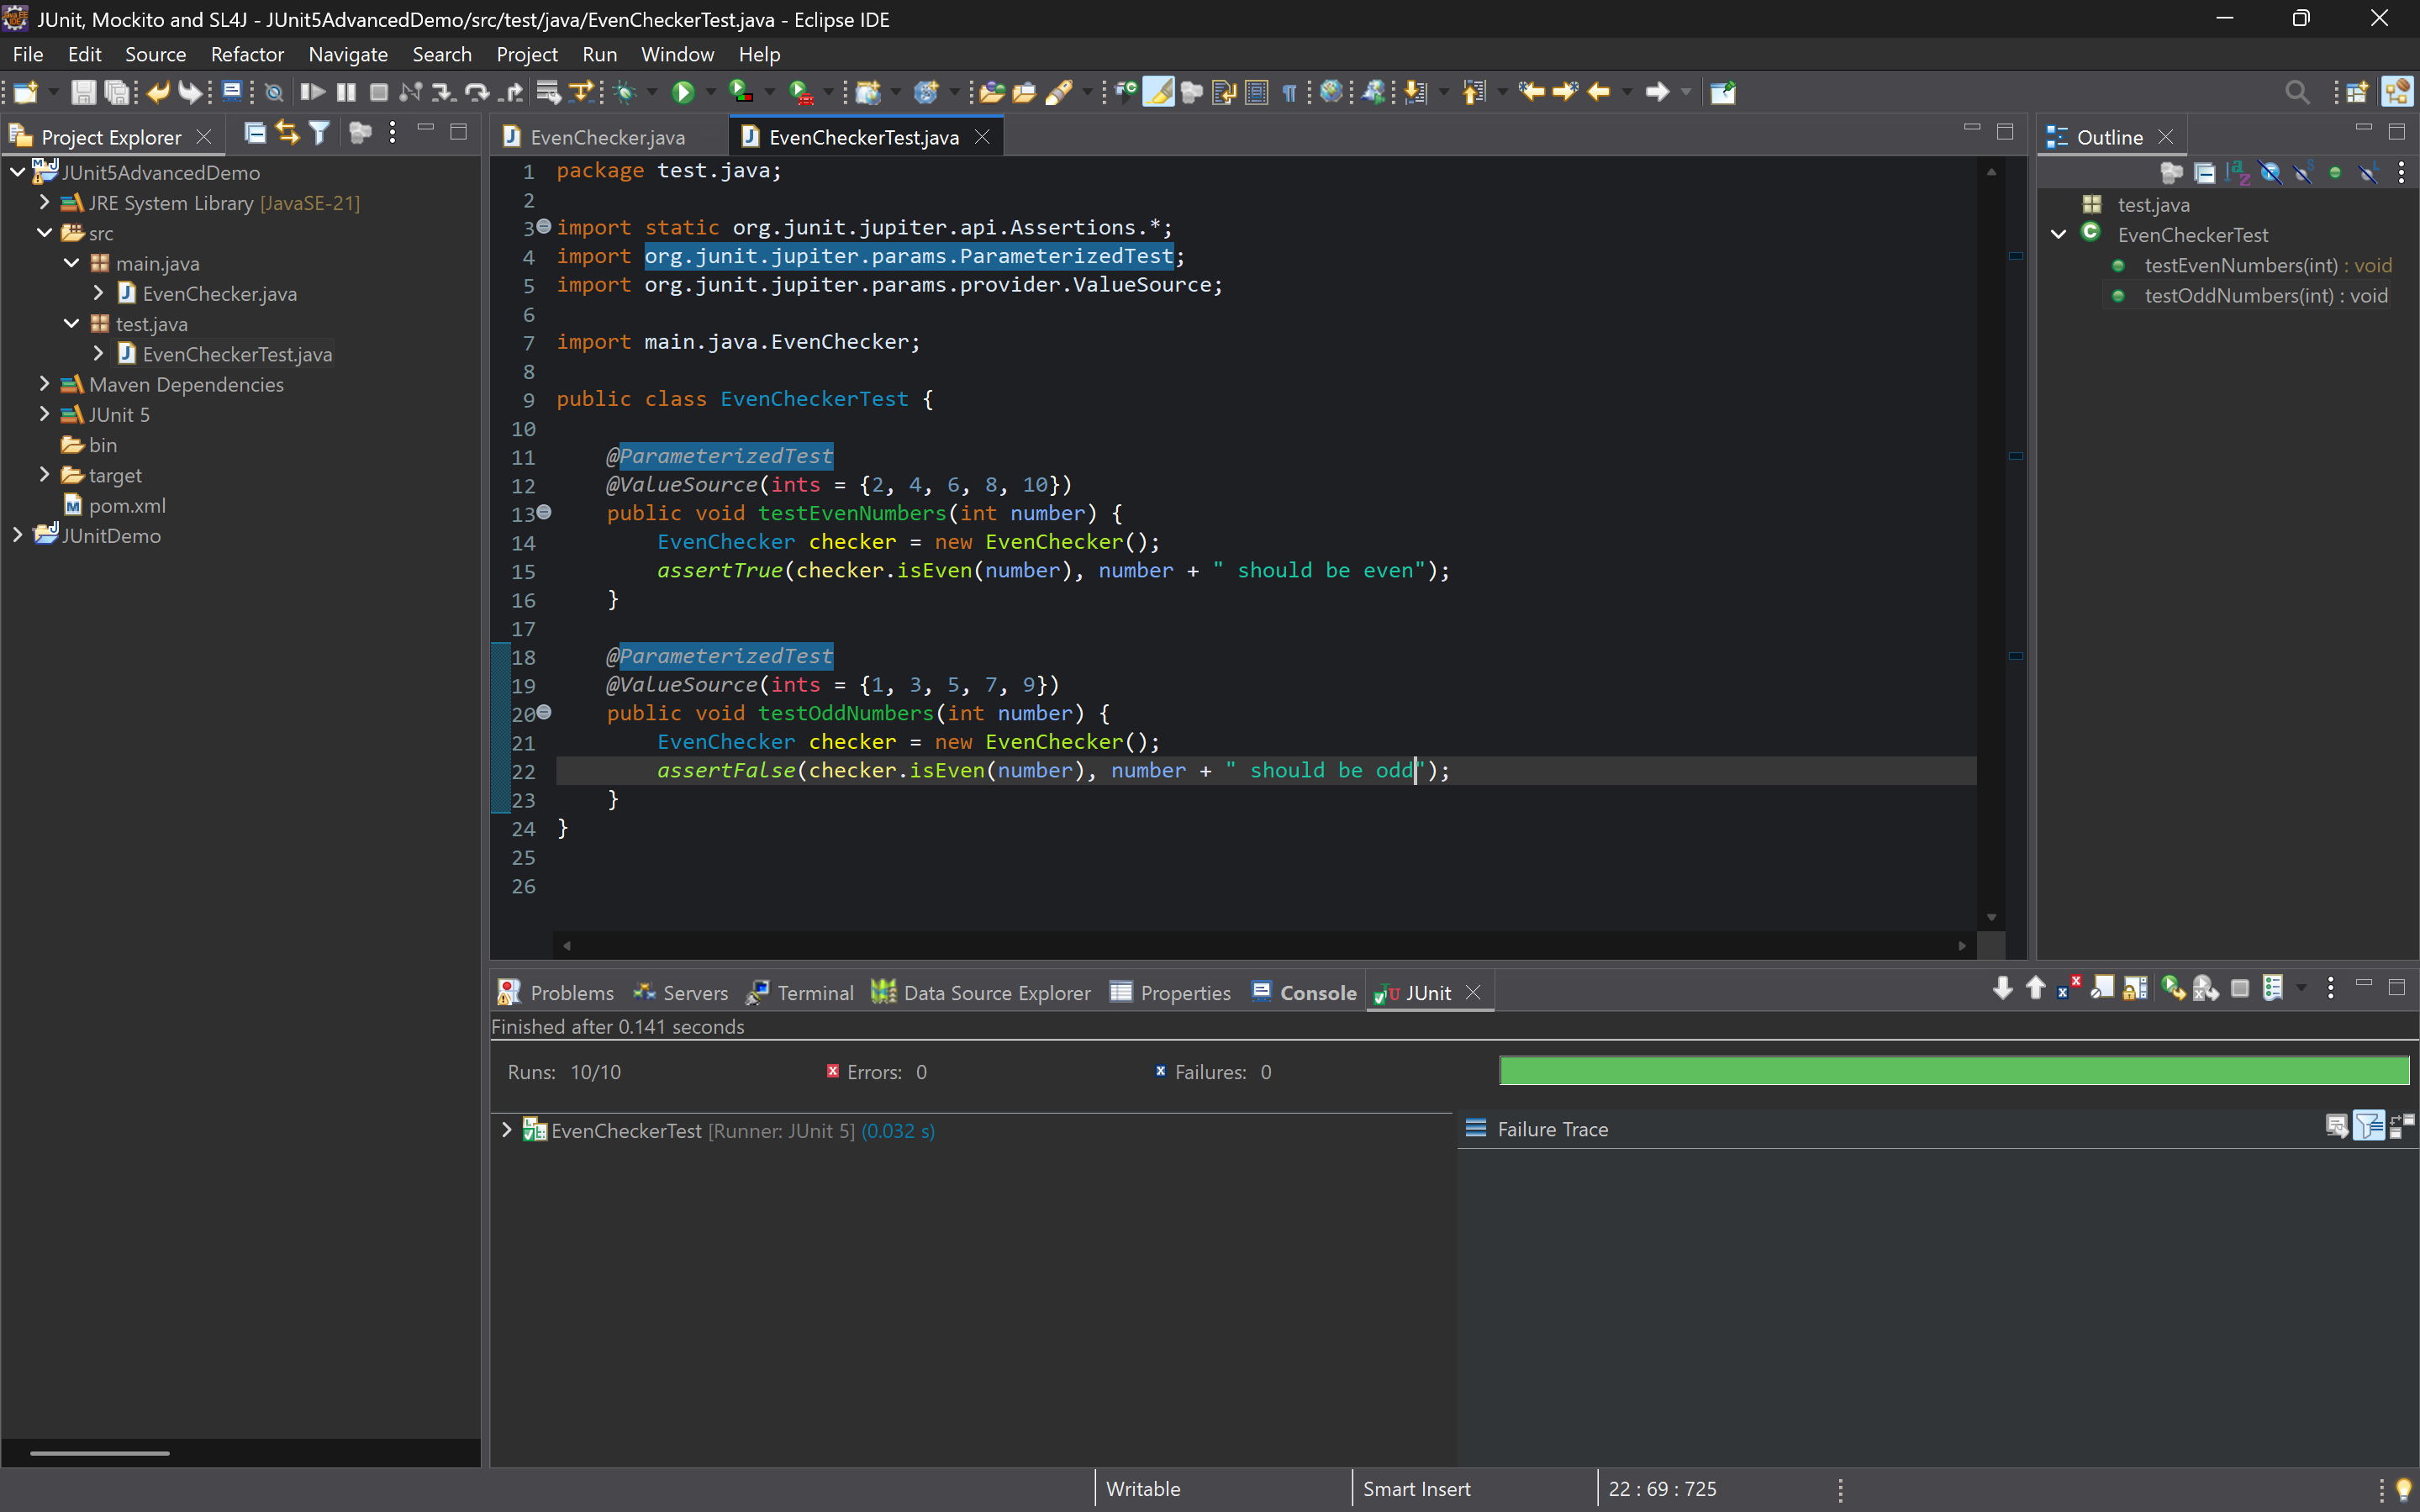 JUnit, Mockito and SL4J - JUnit5AdvancedDemo/src/test/java/EvenCheckerTest.java - Eclipse IDE
File Edit Source Refactor Navigate Search Project Run Window Help
Project Explorer
JUnit5AdvancedDemo
JRE System Library [JavaSE-21]
src
main.java
EvenChecker.java
test.java
EvenCheckerTest.java
Maven Dependencies
JUnit 5
bin
target
pom.xml
JUnitDemo
EvenChecker.java EvenCheckerTest.java
1 package test.java;
2
3 import static org.junit.jupiter.api.Assertions.*;
4 import org.junit.jupiter.params.ParameterizedTest;
5 import org.junit.jupiter.params.provider.ValueSource;
6
7 import main.java.EvenChecker;
8
9 public class EvenCheckerTest {
10
11 @ParameterizedTest
12 @ValueSource(ints = {2, 4, 6, 8, 10})
13 public void testEvenNumbers(int number) {
14 EvenChecker checker = new EvenChecker();
15 assertTrue(checker.isEven(number), number + " should be even");
16 }
17
18 @ParameterizedTest
19 @ValueSource(ints = {1, 3, 5, 7, 9})
20 public void testOddNumbers(int number) {
21 EvenChecker checker = new EvenChecker();
22 assertFalse(checker.isEven(number), number + " should be odd");
23 }
24 }
25
26
Outline
test.java
EvenCheckerTest
testEvenNumbers(int) : void
testOddNumbers(int) : void
Problems Servers Terminal Data Source Explorer Properties Console JUnit
Finished after 0.141 seconds
Runs: 10/10 Errors: 0 Failures: 0
EvenCheckerTest [Runner: JUnit 5] (0.032 s)
Failure Trace
Writable Smart Insert 22 : 69 : 725